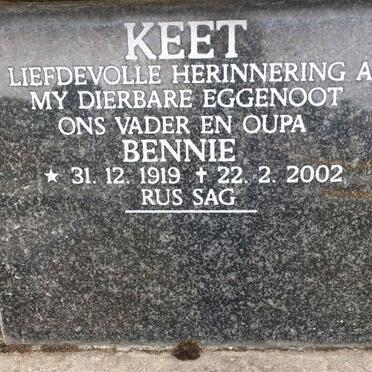 KEET
LIEFDEVOLLE HERINNERING A
MY DIERBARE EGGENOOT
ONS VADER EN OUPA
BENNIE
★ 31. 12. 1919 ✝ 22. 2. 2002
RUS SAG